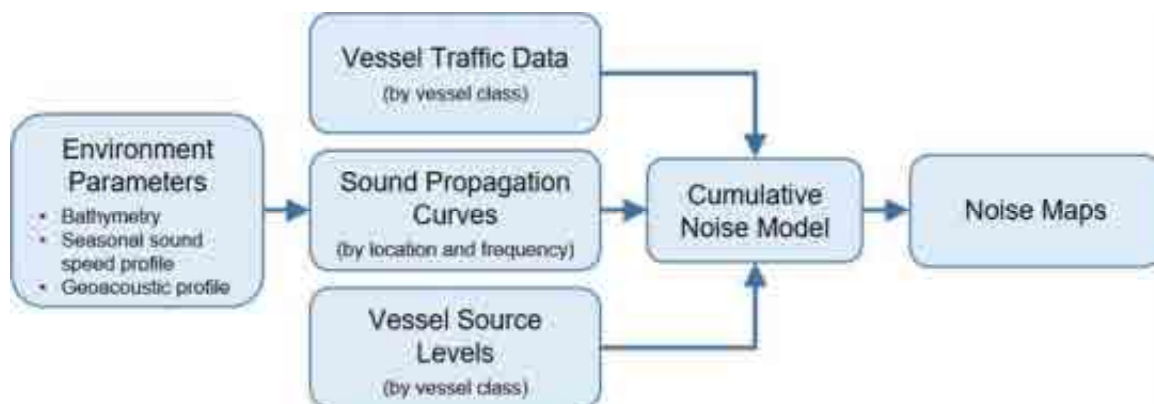 Environment
Parameters
• Bathymetry
• Seasonal sound
speed profile
• Geoacoustic profile
Vessel Traffic Data
(by vessel class)
Sound Propagation
Curves
(by location and frequency)
Vessel Source
Levels
(by vessel class)
Cumulative
Noise Model
Noise Maps